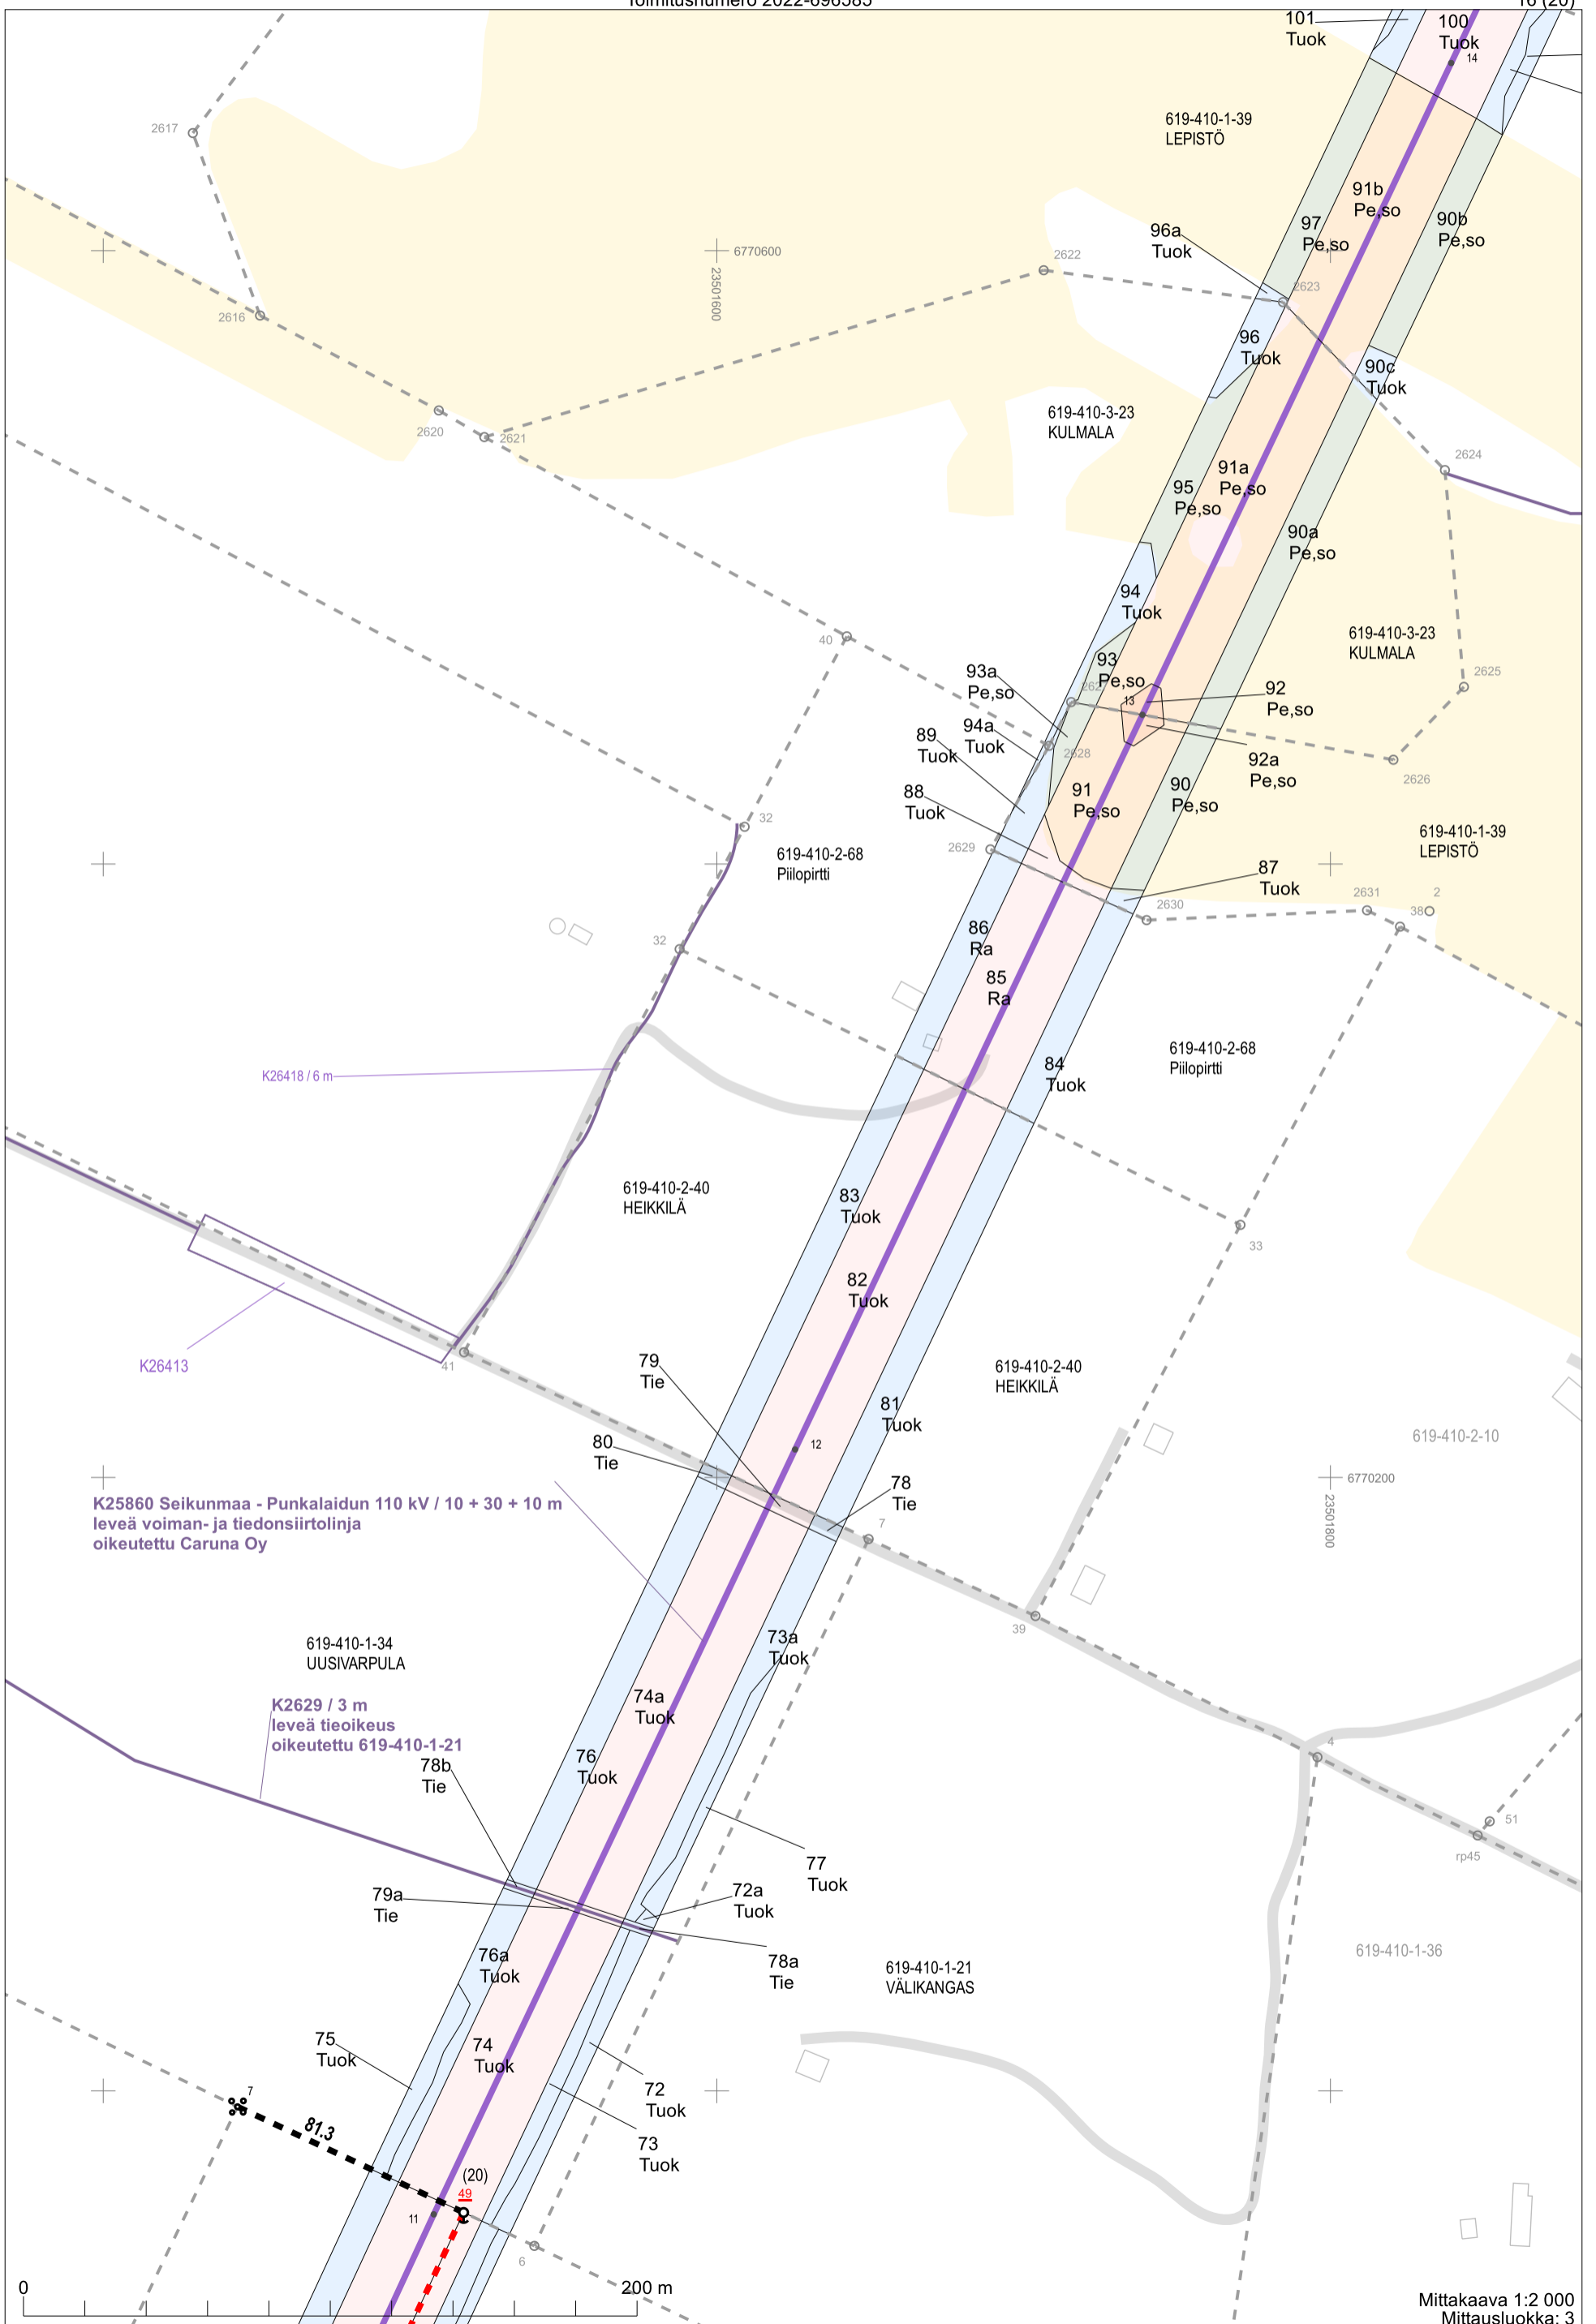 Toimitusnumero 2022-696585
16 (20)
101
Tuok
100
Tuok
14
2617
619-410-1-39
LEPISTÖ
91b
Pe,so
97
Pe,so
90b
Pe,so
96a
Tuok
6770600
23501600
2622
2623
2616
96
Tuok
90c
Tuok
2620
2621
619-410-3-23
KULMALA
2624
91a
Pe,so
95
Pe,so
90a
Pe,so
94
Tuok
40
619-410-3-23
KULMALA
93
Pe,so
93a
Pe,so
2625
92
Pe,so
13
94a
Tuok
89
Tuok
2628
92a
Pe,so
2626
88
Tuok
91
Pe,so
90
Pe,so
32
619-410-2-68
Piilopirtti
2629
619-410-1-39
LEPISTÖ
87
Tuok
2631
2
38
2630
86
Ra
32
85
Ra
K26418 / 6 m
84
Tuok
619-410-2-68
Piilopirtti
619-410-2-40
HEIKKILÄ
83
Tuok
33
82
Tuok
K26413
41
79
Tie
619-410-2-40
HEIKKILÄ
81
Tuok
12
80
Tie
619-410-2-10
78
Tie
6770200
23501800
K25860 Seikunmaa - Punkalaidun 110 kV / 10 + 30 + 10 m
leveä voiman- ja tiedonsiirtolinja
oikeutettu Caruna Oy
7
39
619-410-1-34
UUSIVARPULA
73a
Tuok
74a
Tuok
K2629 / 3 m
leveä tieoikeus
oikeutettu 619-410-1-21
76
Tuok
4
78b
Tie
51
rp45
77
Tuok
79a
Tie
72a
Tuok
76a
Tuok
78a
Tie
619-410-1-21
VÄLIKANGAS
619-410-1-36
75
Tuok
74
Tuok
7
72
Tuok
81.3
73
Tuok
(20)
49
11
6
0
200 m
Mittakaava 1:2 000
Mittausluokka: 3